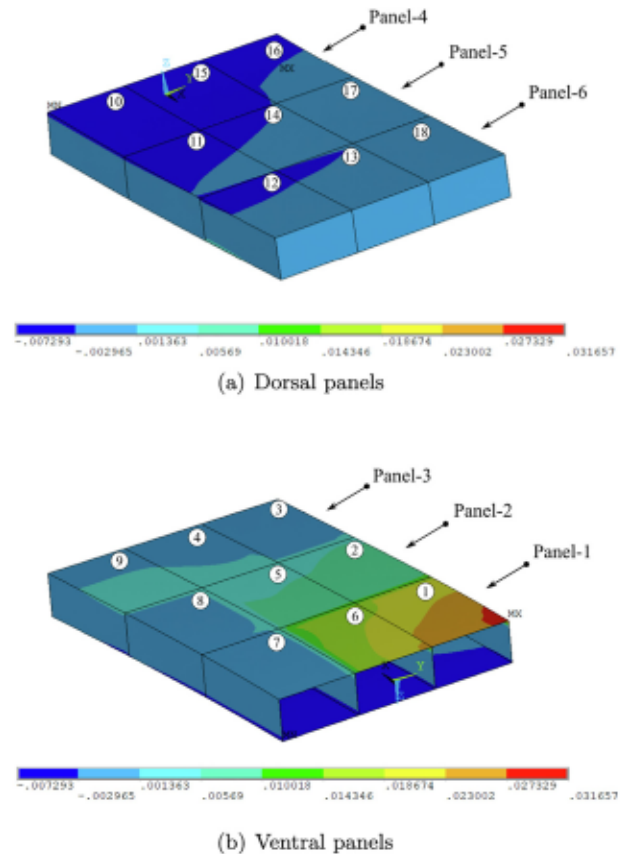 Panel-4
Panel-5
Panel-6
16
MX
15
Z
Y
17
10
MN
14
18
11
13
12
-.007293 .001363 .010018 .018674 .027329
-.002965 .00569 .014346 .023002 .031657
(a) Dorsal panels
Panel-3
Panel-2
Panel-1
3
4
2
9
5
1
8
6
MX
7
Y
-.007293 .001363 .010018 .018674 .027329
-.002965 .00569 .014346 .023002 .031657
(b) Ventral panels